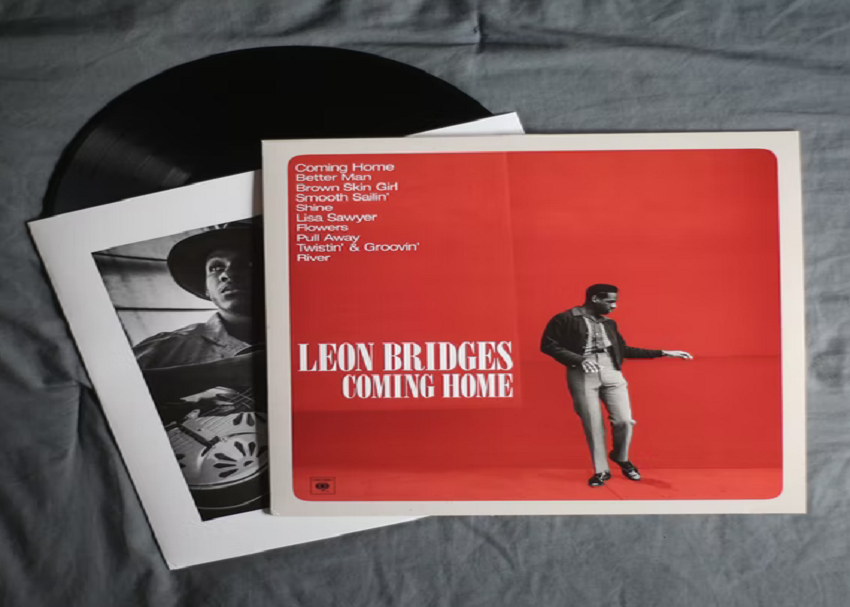 Coming Home
Better Man
Brown Skin Girl
Smooth Sailin'
Shine
Lisa Sawyer
Flowers
Pull Away
Twistin' & Groovin'
River
LEON BRIDGES
COMING HOME